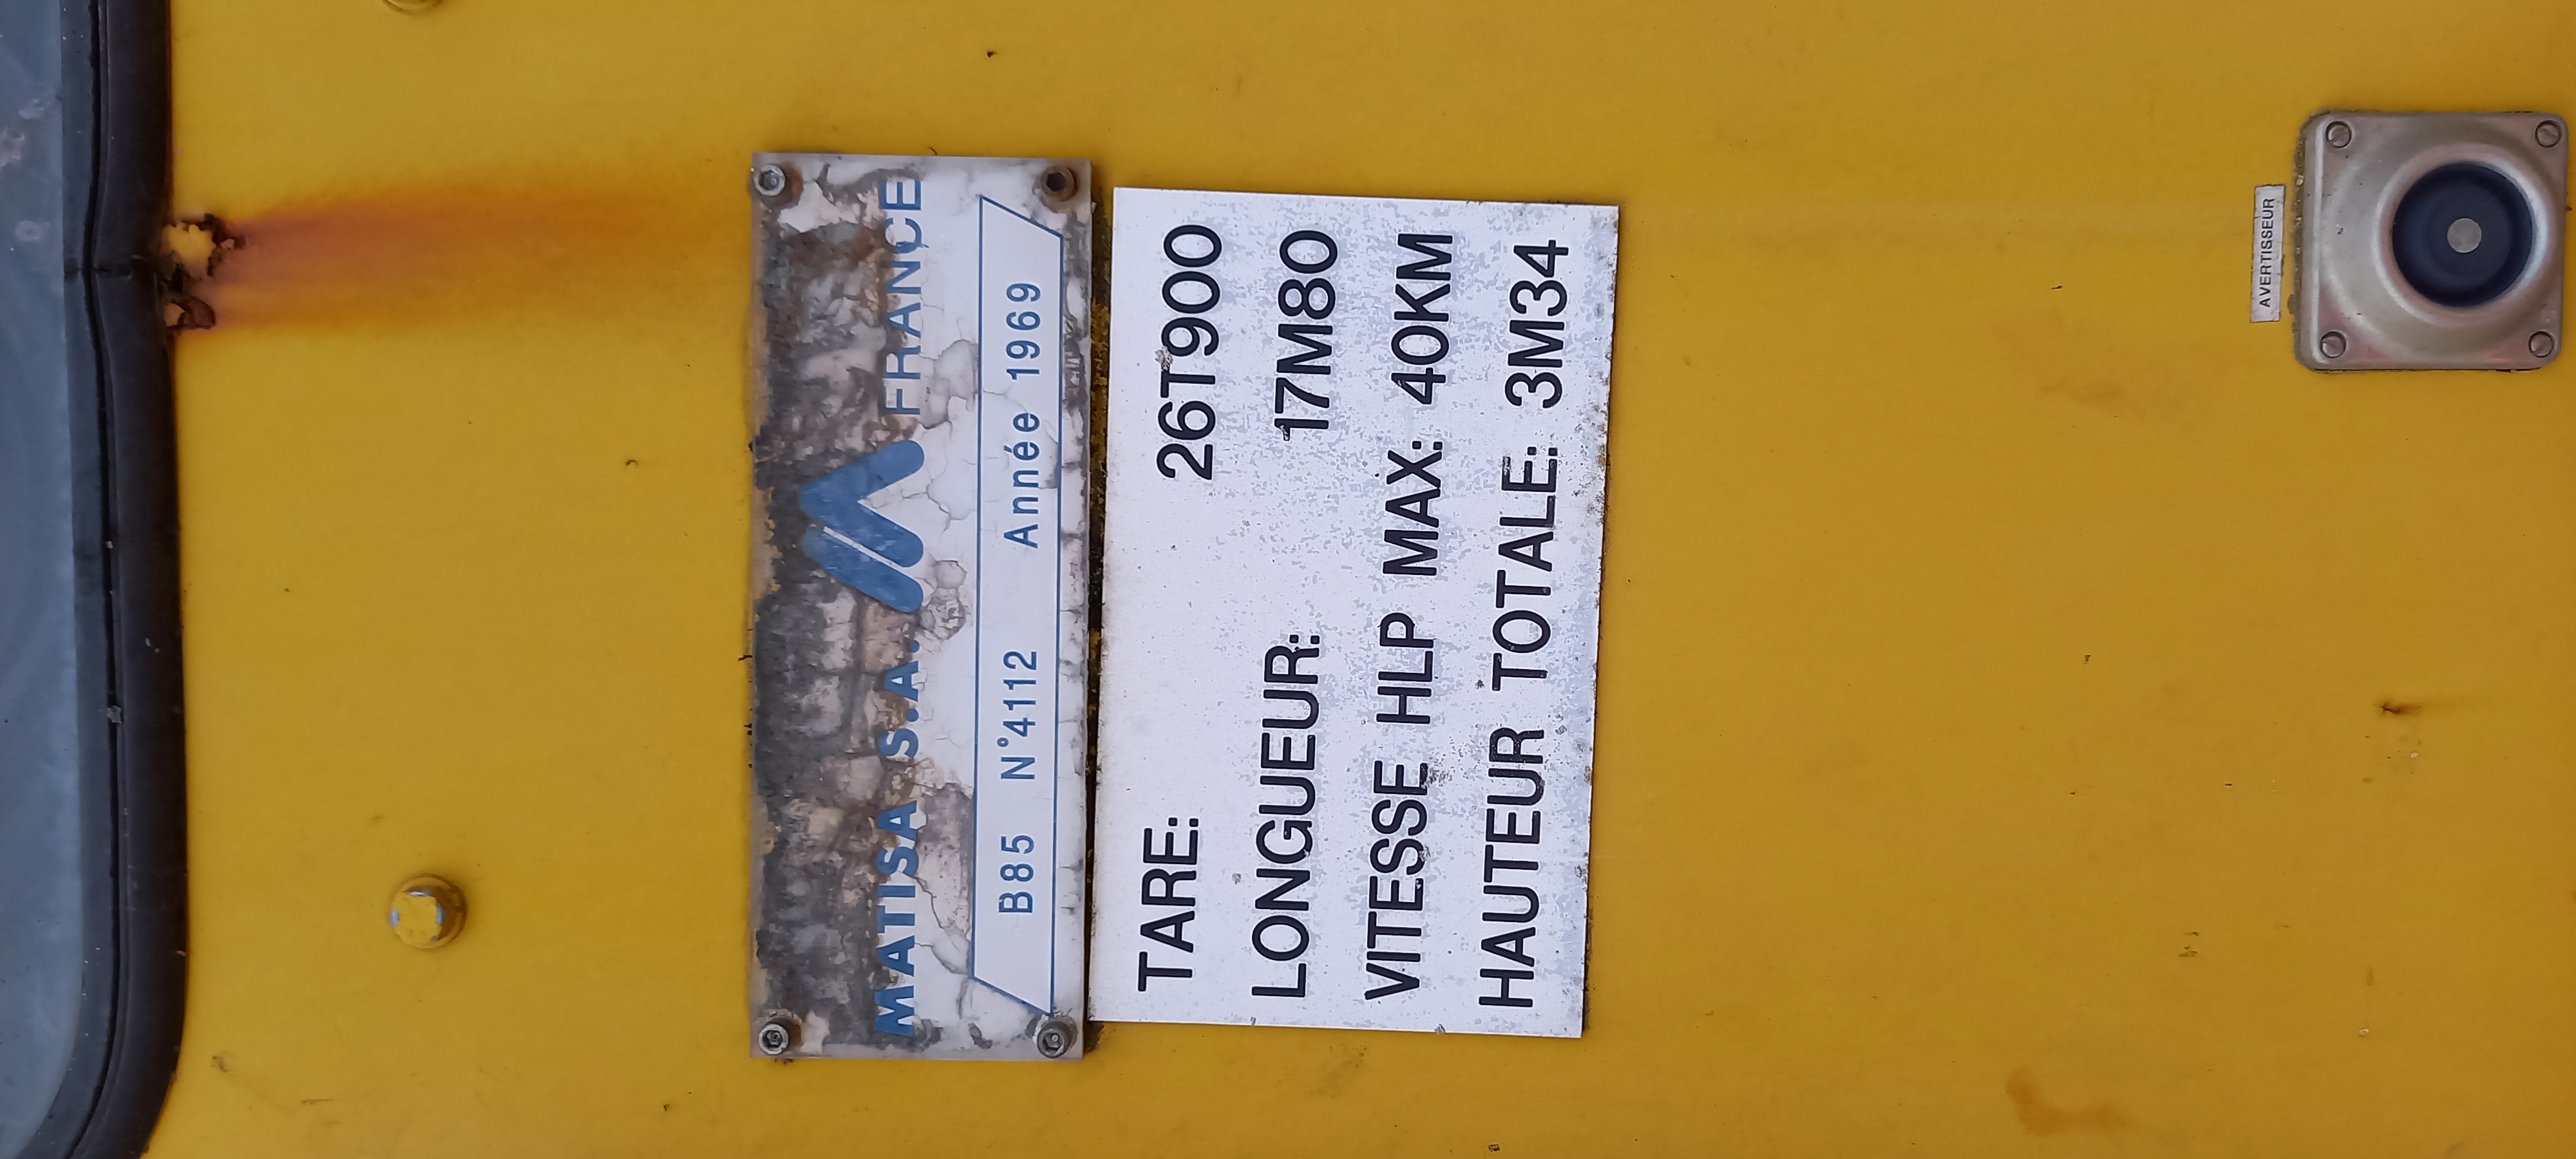 MATISA S.A. FRANCE
B85 N°4112 Année 1969
TARE: 26T900
LONGUEUR: 17M80
VITESSE HLP MAX: 40KM
HAUTEUR TOTALE: 3M34
AVERTISSEUR